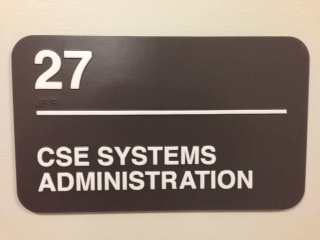 27
CSE SYSTEMS
ADMINISTRATION